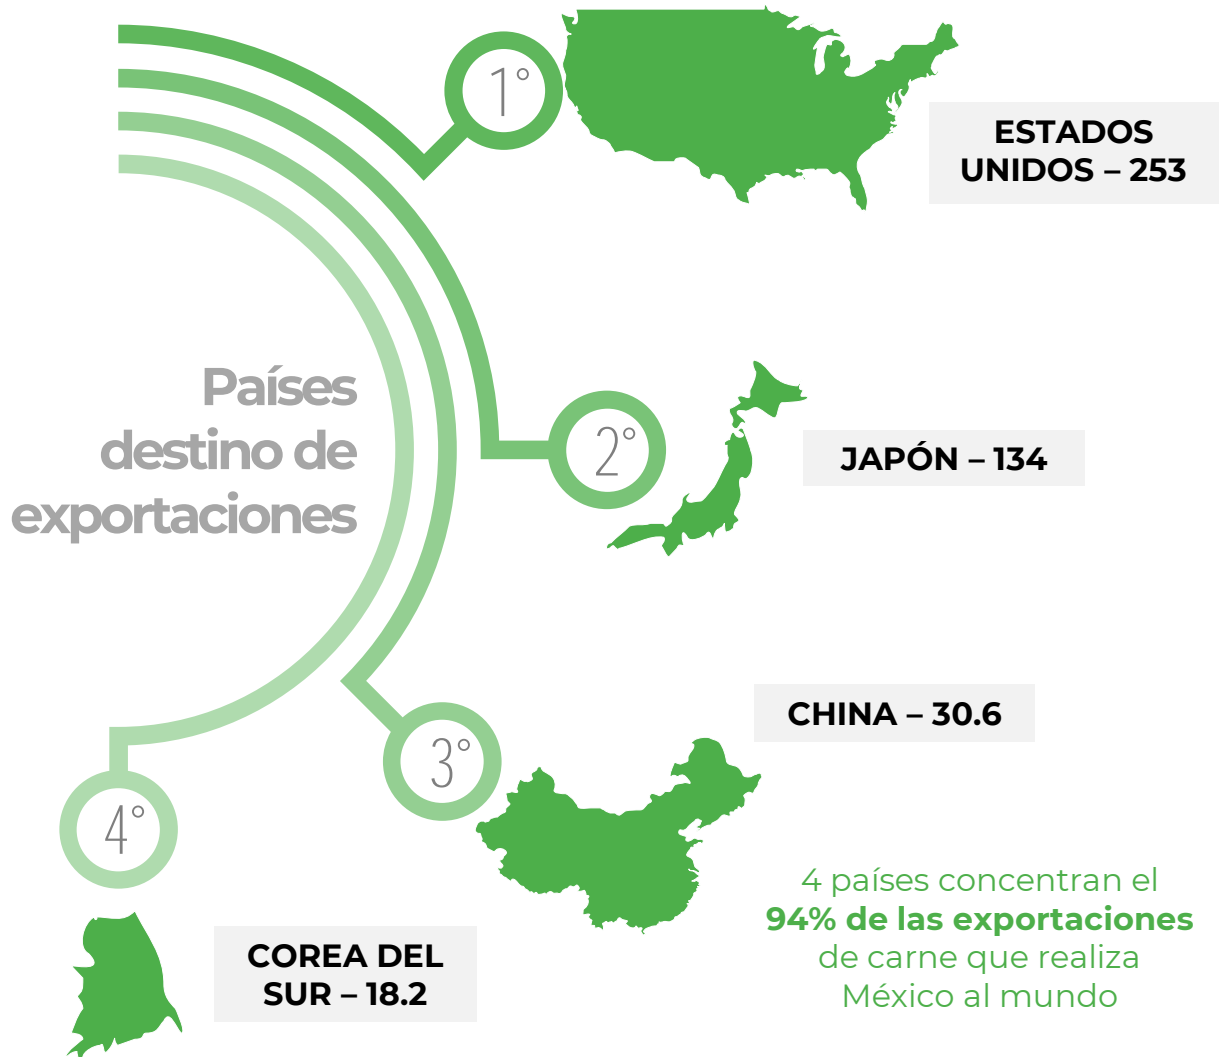 Países
destino de
exportaciones
1°
ESTADOS
UNIDOS – 253
2°
JAPÓN – 134
3°
CHINA – 30.6
4°
COREA DEL
SUR – 18.2
4 países concentran el
94% de las exportaciones
de carne que realiza
México al mundo